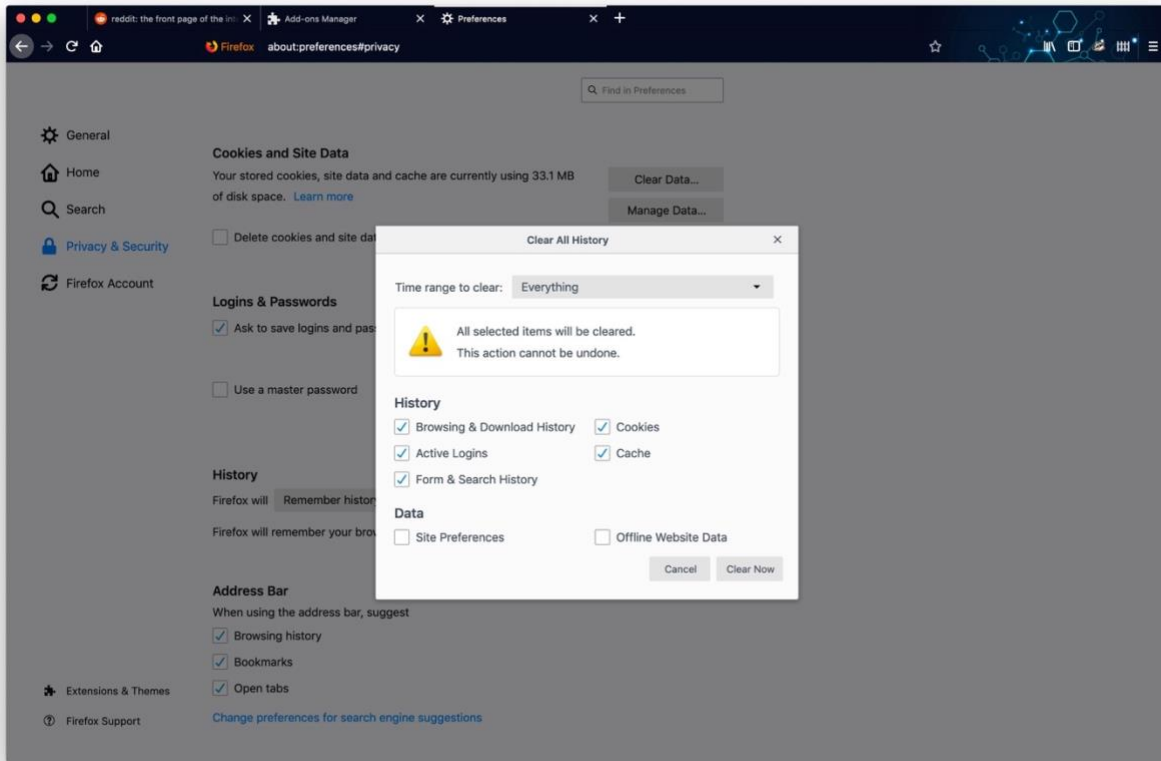 reddit: the front page of the int
Add-ons Manager
Preferences
Firefox about:preferences#privacy
Find in Preferences
General
Home
Search
Privacy & Security
Firefox Account
Extensions & Themes
Firefox Support
Cookies and Site Data
Your stored cookies, site data and cache are currently using 33.1 MB
of disk space. Learn more
Clear Data...
Manage Data...
Delete cookies and site dat
Logins & Passwords
Ask to save logins and pas
Use a master password
History
Firefox will Remember histor
Firefox will remember your brow
Address Bar
When using the address bar, suggest
Browsing history
Bookmarks
Open tabs
Change preferences for search engine suggestions
Clear All History
Time range to clear: Everything
All selected items will be cleared.
This action cannot be undone.
History
Browsing & Download History
Cookies
Active Logins
Cache
Form & Search History
Data
Site Preferences
Offline Website Data
Cancel
Clear Now